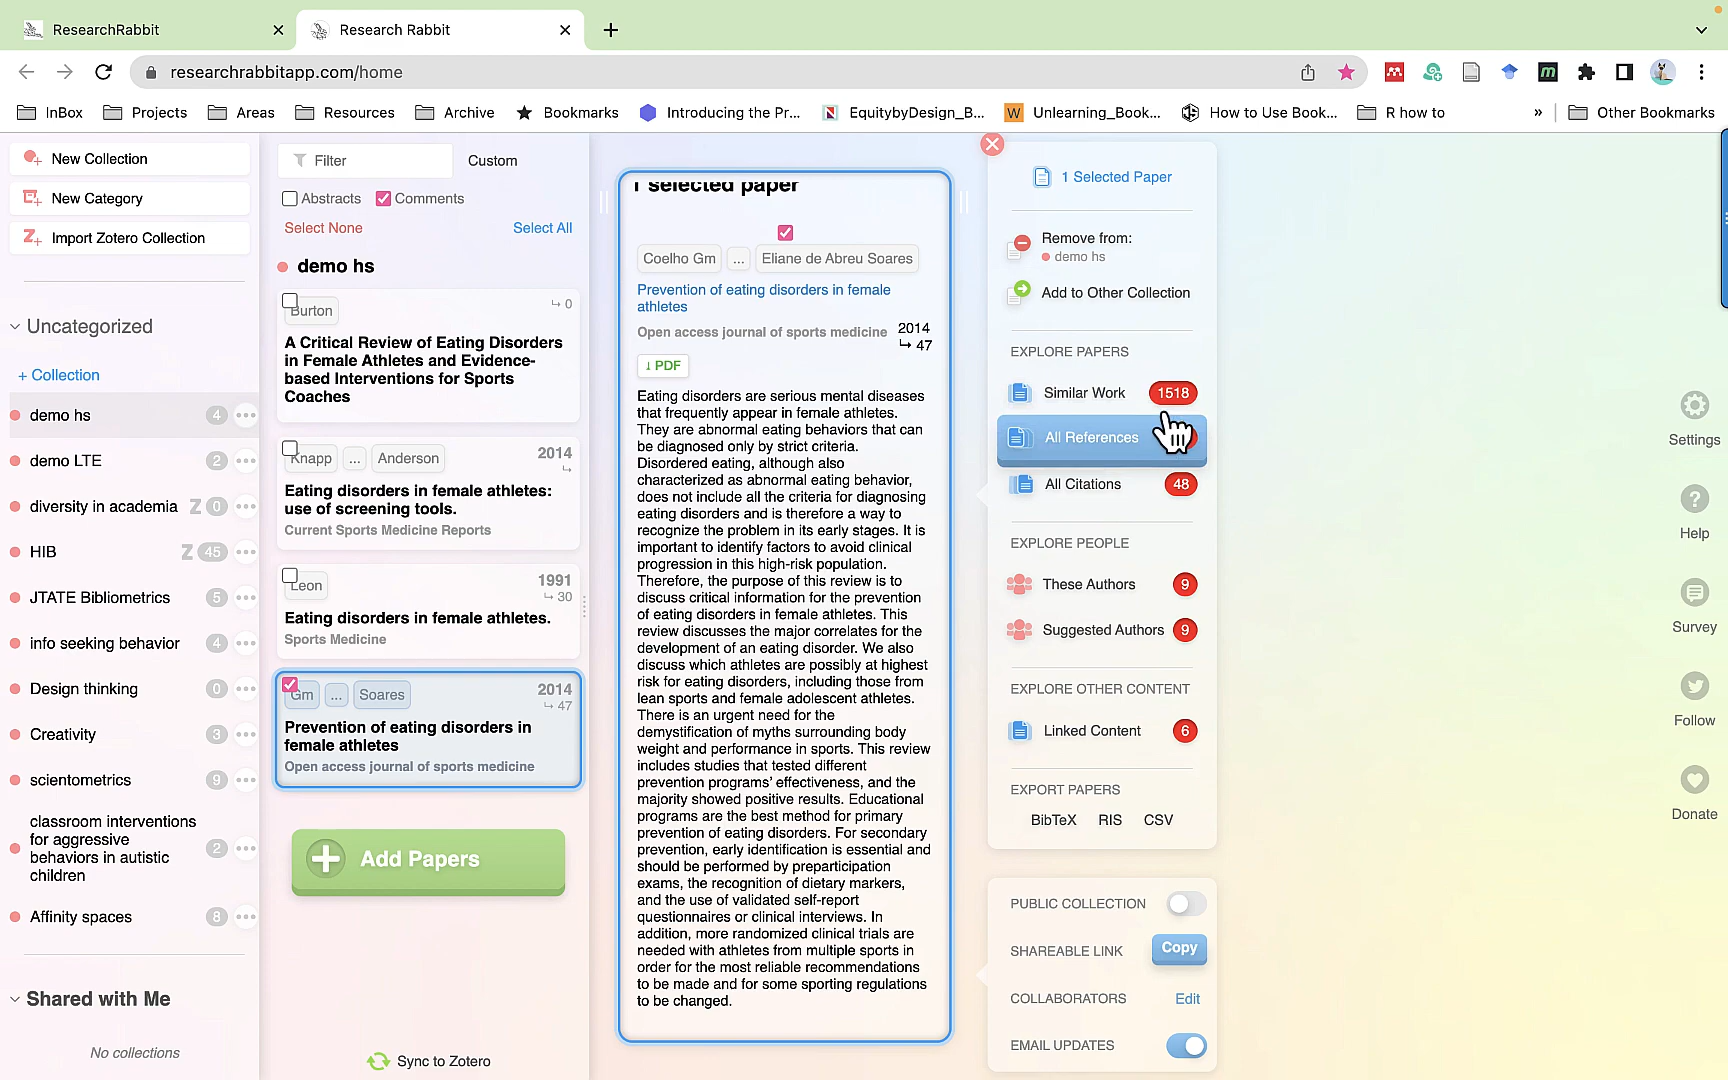 ResearchRabbit
Research Rabbit
researchrabbitapp.com/home
InBox
Projects
Areas
Resources
Archive
Bookmarks
Introducing the Pr...
EquitybyDesign_B...
Unlearning_Book...
How to Use Book...
R how to
»
Other Bookmarks
New Collection
New Category
Import Zotero Collection
Uncategorized
+ Collection
demo hs 4
demo LTE 2
diversity in academia Z 0
HIB Z 45
JTATE Bibliometrics 5
info seeking behavior 4
Design thinking 0
Creativity 3
scientometrics 9
classroom interventions
for aggressive
behaviors in autistic
children 2
Affinity spaces 8
Shared with Me
No collections
Filter
Custom
Abstracts
Comments
Select None
Select All
demo hs
Burton
0
A Critical Review of Eating Disorders
in Female Athletes and Evidence-
based Interventions for Sports
Coaches
Knapp ... Anderson
2014
Eating disorders in female athletes:
use of screening tools.
Current Sports Medicine Reports
Leon
1991
30
Eating disorders in female athletes.
Sports Medicine
Gm ... Soares
2014
47
Prevention of eating disorders in
female athletes
Open access journal of sports medicine
Add Papers
Sync to Zotero
1 selected paper
Coelho Gm ... Eliane de Abreu Soares
Prevention of eating disorders in female
athletes
Open access journal of sports medicine
2014
47
PDF
Eating disorders are serious mental diseases
that frequently appear in female athletes.
They are abnormal eating behaviors that can
be diagnosed only by strict criteria.
Disordered eating, although also
characterized as abnormal eating behavior,
does not include all the criteria for diagnosing
eating disorders and is therefore a way to
recognize the problem in its early stages. It is
important to identify factors to avoid clinical
progression in this high-risk population.
Therefore, the purpose of this review is to
discuss critical information for the prevention
of eating disorders in female athletes. This
review discusses the major correlates for the
development of an eating disorder. We also
discuss which athletes are possibly at highest
risk for eating disorders, including those from
lean sports and female adolescent athletes.
There is an urgent need for the
demystification of myths surrounding body
weight and performance in sports. This review
includes studies that tested different
prevention programs’ effectiveness, and the
majority showed positive results. Educational
programs are the best method for primary
prevention of eating disorders. For secondary
prevention, early identification is essential and
should be performed by preparticipation
exams, the recognition of dietary markers,
and the use of validated self-report
questionnaires or clinical interviews. In
addition, more randomized clinical trials are
needed with athletes from multiple sports in
order for the most reliable recommendations
to be made and for some sporting regulations
to be changed.
1 Selected Paper
Remove from:
demo hs
Add to Other Collection
EXPLORE PAPERS
Similar Work 1518
All References
All Citations 48
EXPLORE PEOPLE
These Authors 9
Suggested Authors 9
EXPLORE OTHER CONTENT
Linked Content 6
EXPORT PAPERS
BibTeX RIS CSV
PUBLIC COLLECTION
SHAREABLE LINK Copy
COLLABORATORS Edit
EMAIL UPDATES
Settings
Help
Survey
Follow
Donate